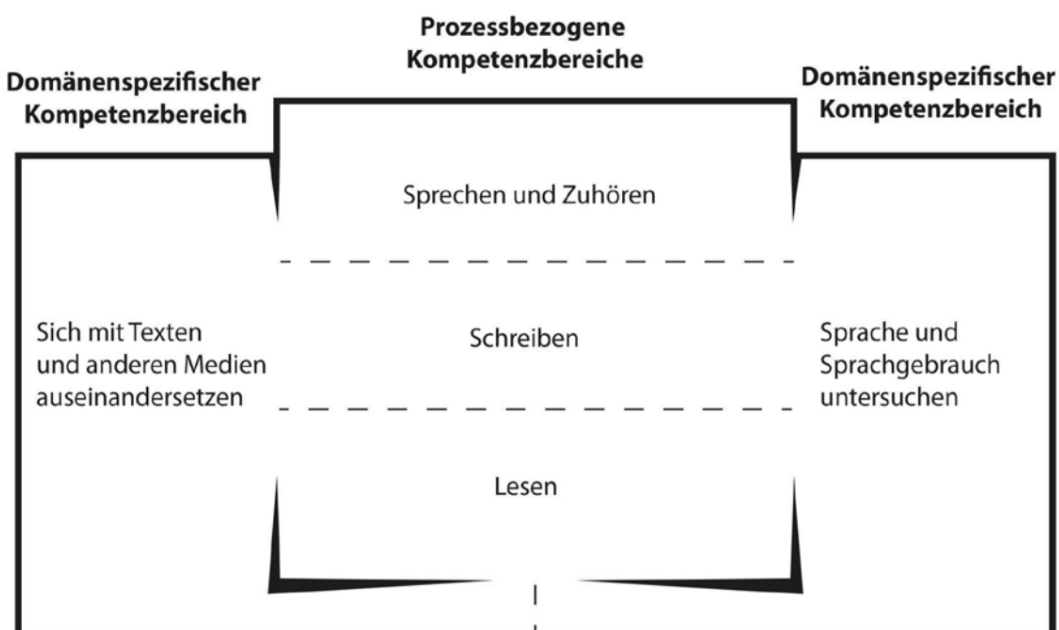 Prozessbezogene
Kompetenzbereiche
Domänenspezifischer
Kompetenzbereich
Domänenspezifischer
Kompetenzbereich
Sprechen und Zuhören
Sich mit Texten
und anderen Medien
auseinandersetzen
Schreiben
Sprache und
Sprachgebrauch
untersuchen
Lesen